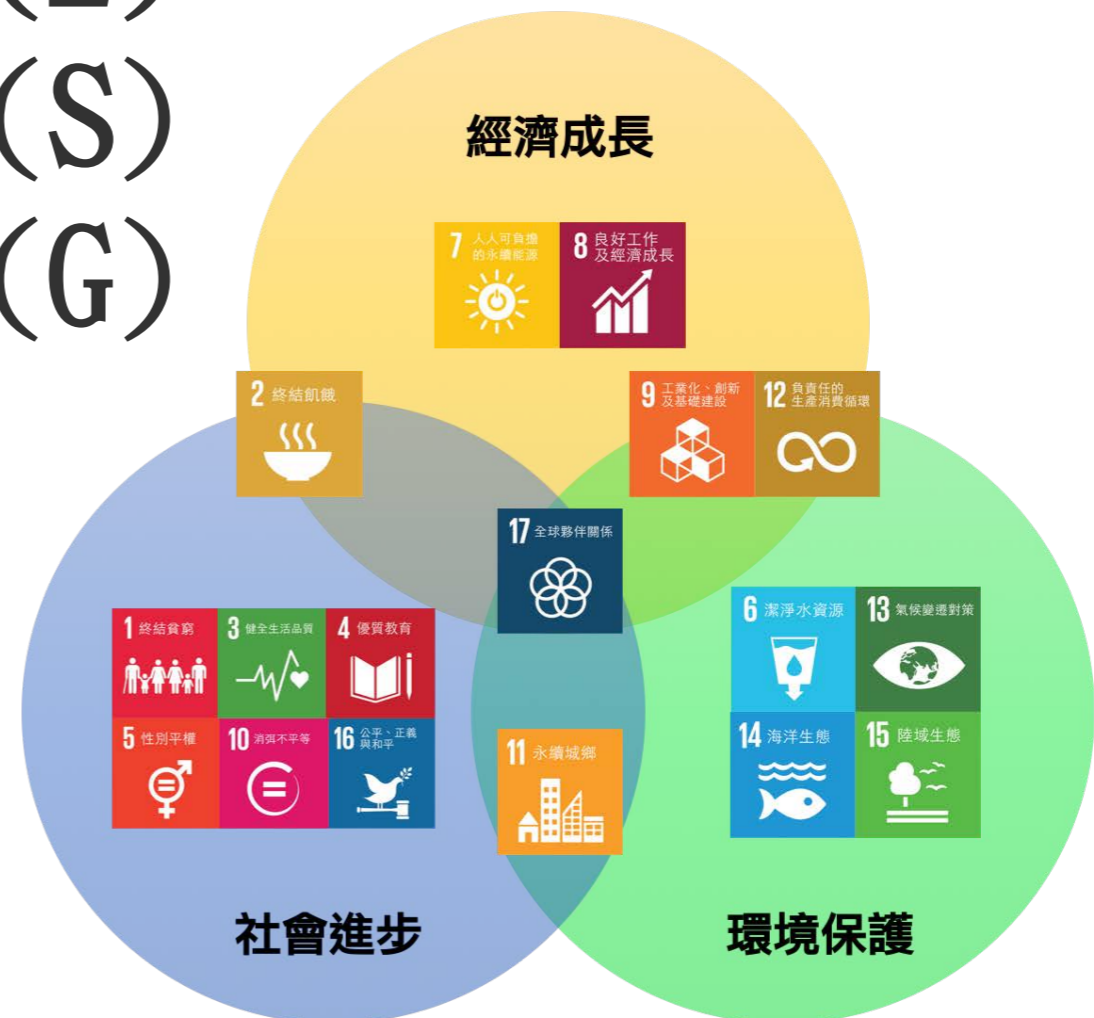 (E)
(S)
(G)
經濟成長
7 人人可負擔
的永續能源
8 良好工作
及經濟成長
2 終結飢餓
9 工業化、創新
及基礎建設
12 負責任的
生產消費循環
17 全球夥伴關係
1 終結貧窮
3 健全生活品質
4 優質教育
6 潔淨水資源
13 氣候變遷對策
5 性別平權
10 消弭不平等
16 公平、正義
與和平
11 永續城鄉
14 海洋生態
15 陸域生態
社會進步
環境保護